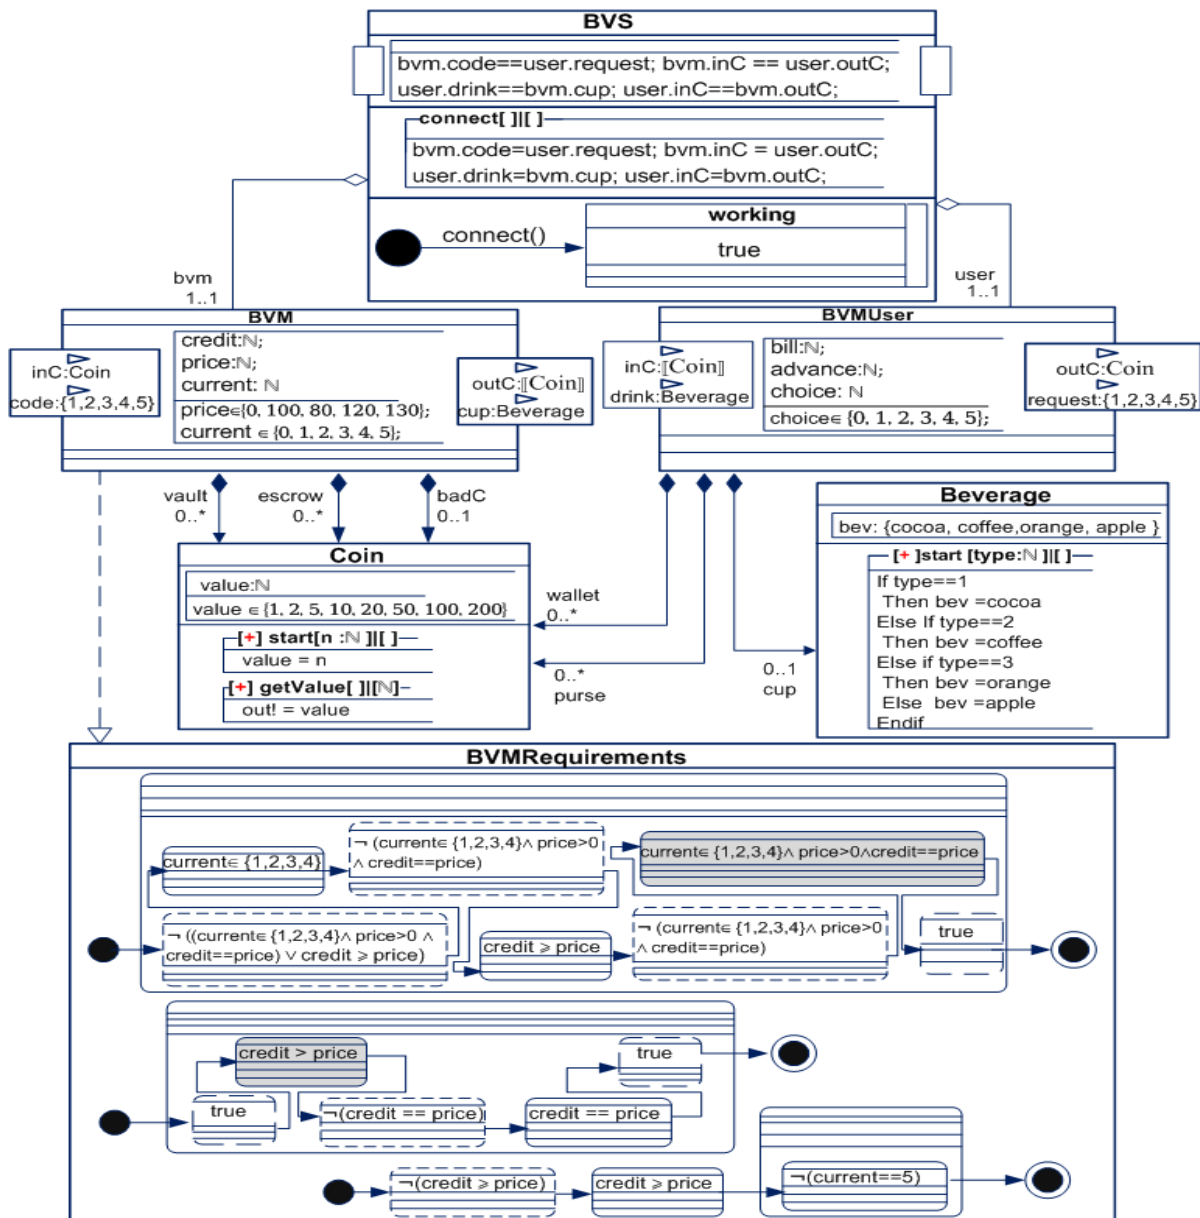 BVS
bvm.code==user.request; bvm.inC == user.outC;
user.drink==bvm.cup; user.inC==bvm.outC;
connect[ ]|[ ]
bvm.code=user.request; bvm.inC = user.outC;
user.drink=bvm.cup; user.inC=bvm.outC;
working
connect()
true
bvm
1..1
user
1..1
BVM
credit:ℕ;
price:ℕ;
current: ℕ
price∈{0, 100, 80, 120, 130};
current ∈ {0, 1, 2, 3, 4, 5};
inC:Coin
code:{1,2,3,4,5}
outC:⟦Coin⟧
cup:Beverage
BVMUser
bill:ℕ;
advance:ℕ;
choice: ℕ
choice∈ {0, 1, 2, 3, 4, 5};
inC:⟦Coin⟧
drink:Beverage
outC:Coin
request:{1,2,3,4,5}
vault
0..*
escrow
0..*
badC
0..1
Coin
value:ℕ
value ∈ {1, 2, 5, 10, 20, 50, 100, 200}
[+] start[n :ℕ ]|[ ]
value = n
[+] getValue[ ]|[ℕ]
out! = value
wallet
0..*
0..*
purse
0..1
cup
Beverage
bev: {cocoa, coffee,orange, apple }
[+ ]start [type:ℕ ]|[ ]
If type==1
Then bev =cocoa
Else If type==2
Then bev =coffee
Else if type==3
Then bev =orange
Else bev =apple
Endif
BVMRequirements
current∈ {1,2,3,4}
¬ (current∈ {1,2,3,4}∧ price>0
∧ credit==price)
current∈ {1,2,3,4}∧ price>0∧credit==price
¬ ((current∈ {1,2,3,4}∧ price>0 ∧
credit==price) ∨ credit ⩾ price)
credit ⩾ price
¬ (current∈ {1,2,3,4}∧ price>0
∧ credit==price)
true
credit > price
true
true
¬(credit == price)
credit == price
¬(credit ⩾ price)
credit ⩾ price
¬(current==5)